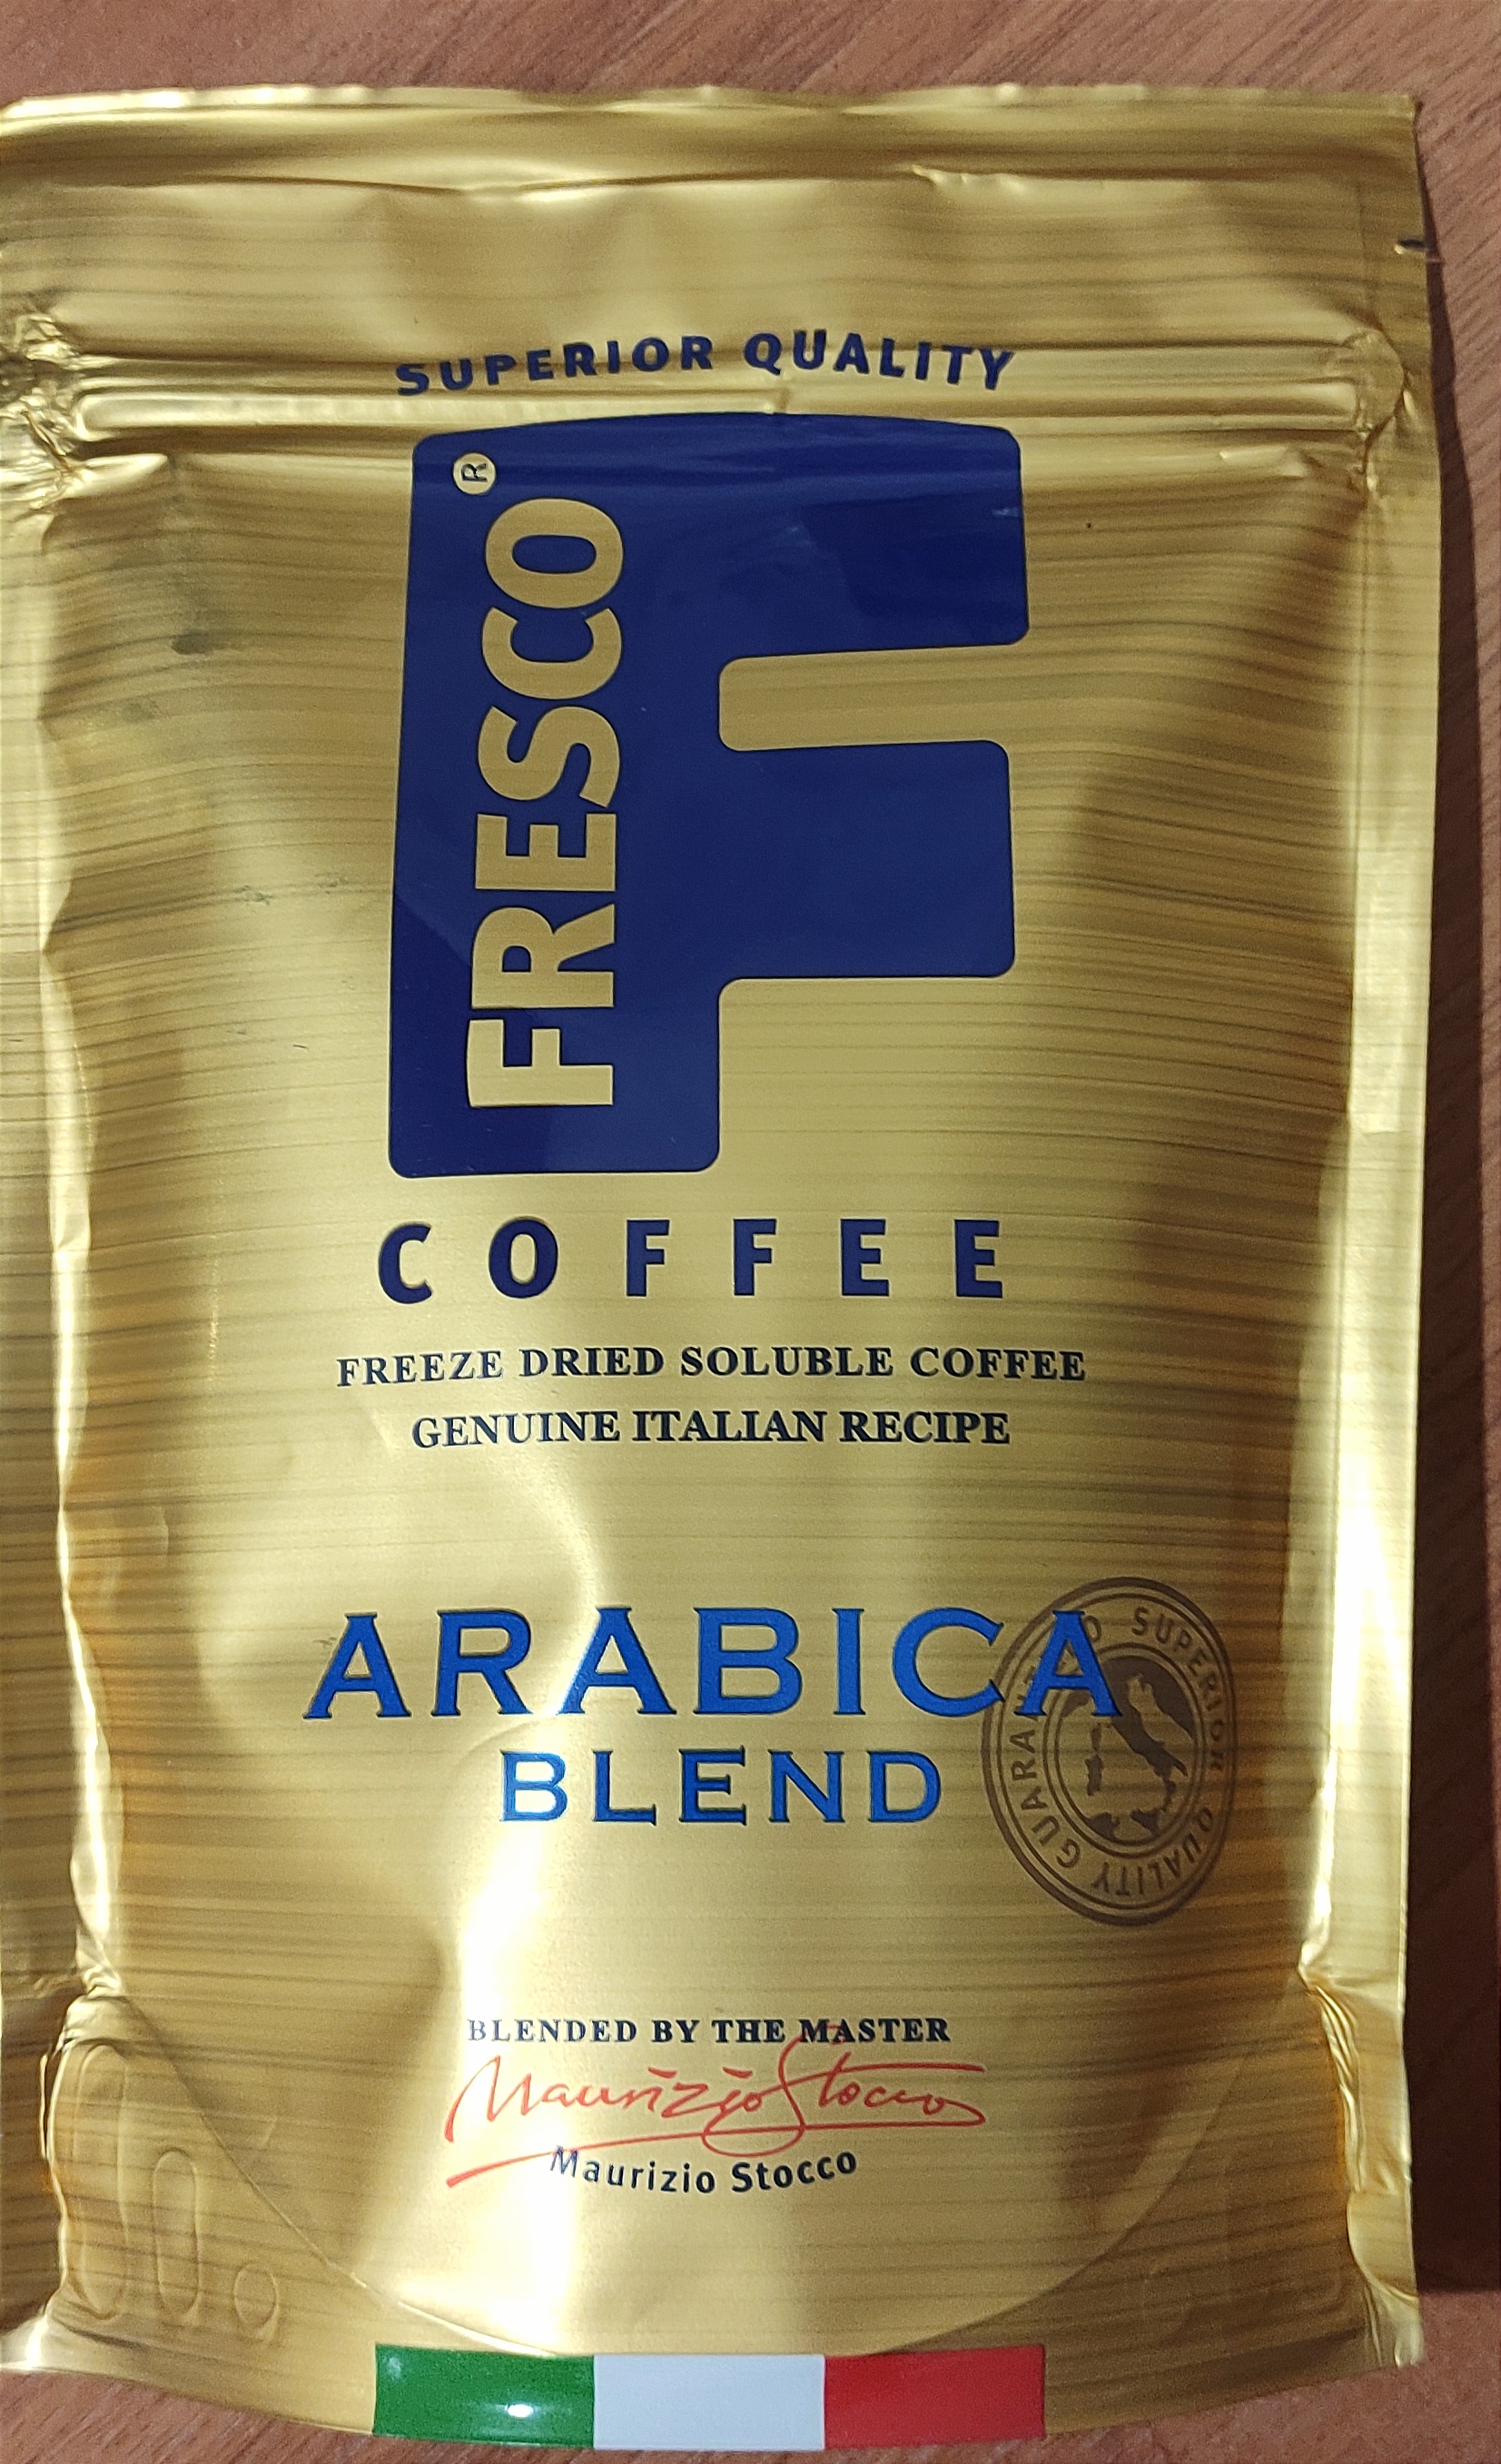 SUPERIOR QUALITY
FRESCO®
COFFEE
FREEZE DRIED SOLUBLE COFFEE
GENUINE ITALIAN RECIPE
ARABICA
BLEND
SUPERIOR QUALITY
BLENDED BY THE MASTER
Maurizio Stocco
Maurizio Stocco